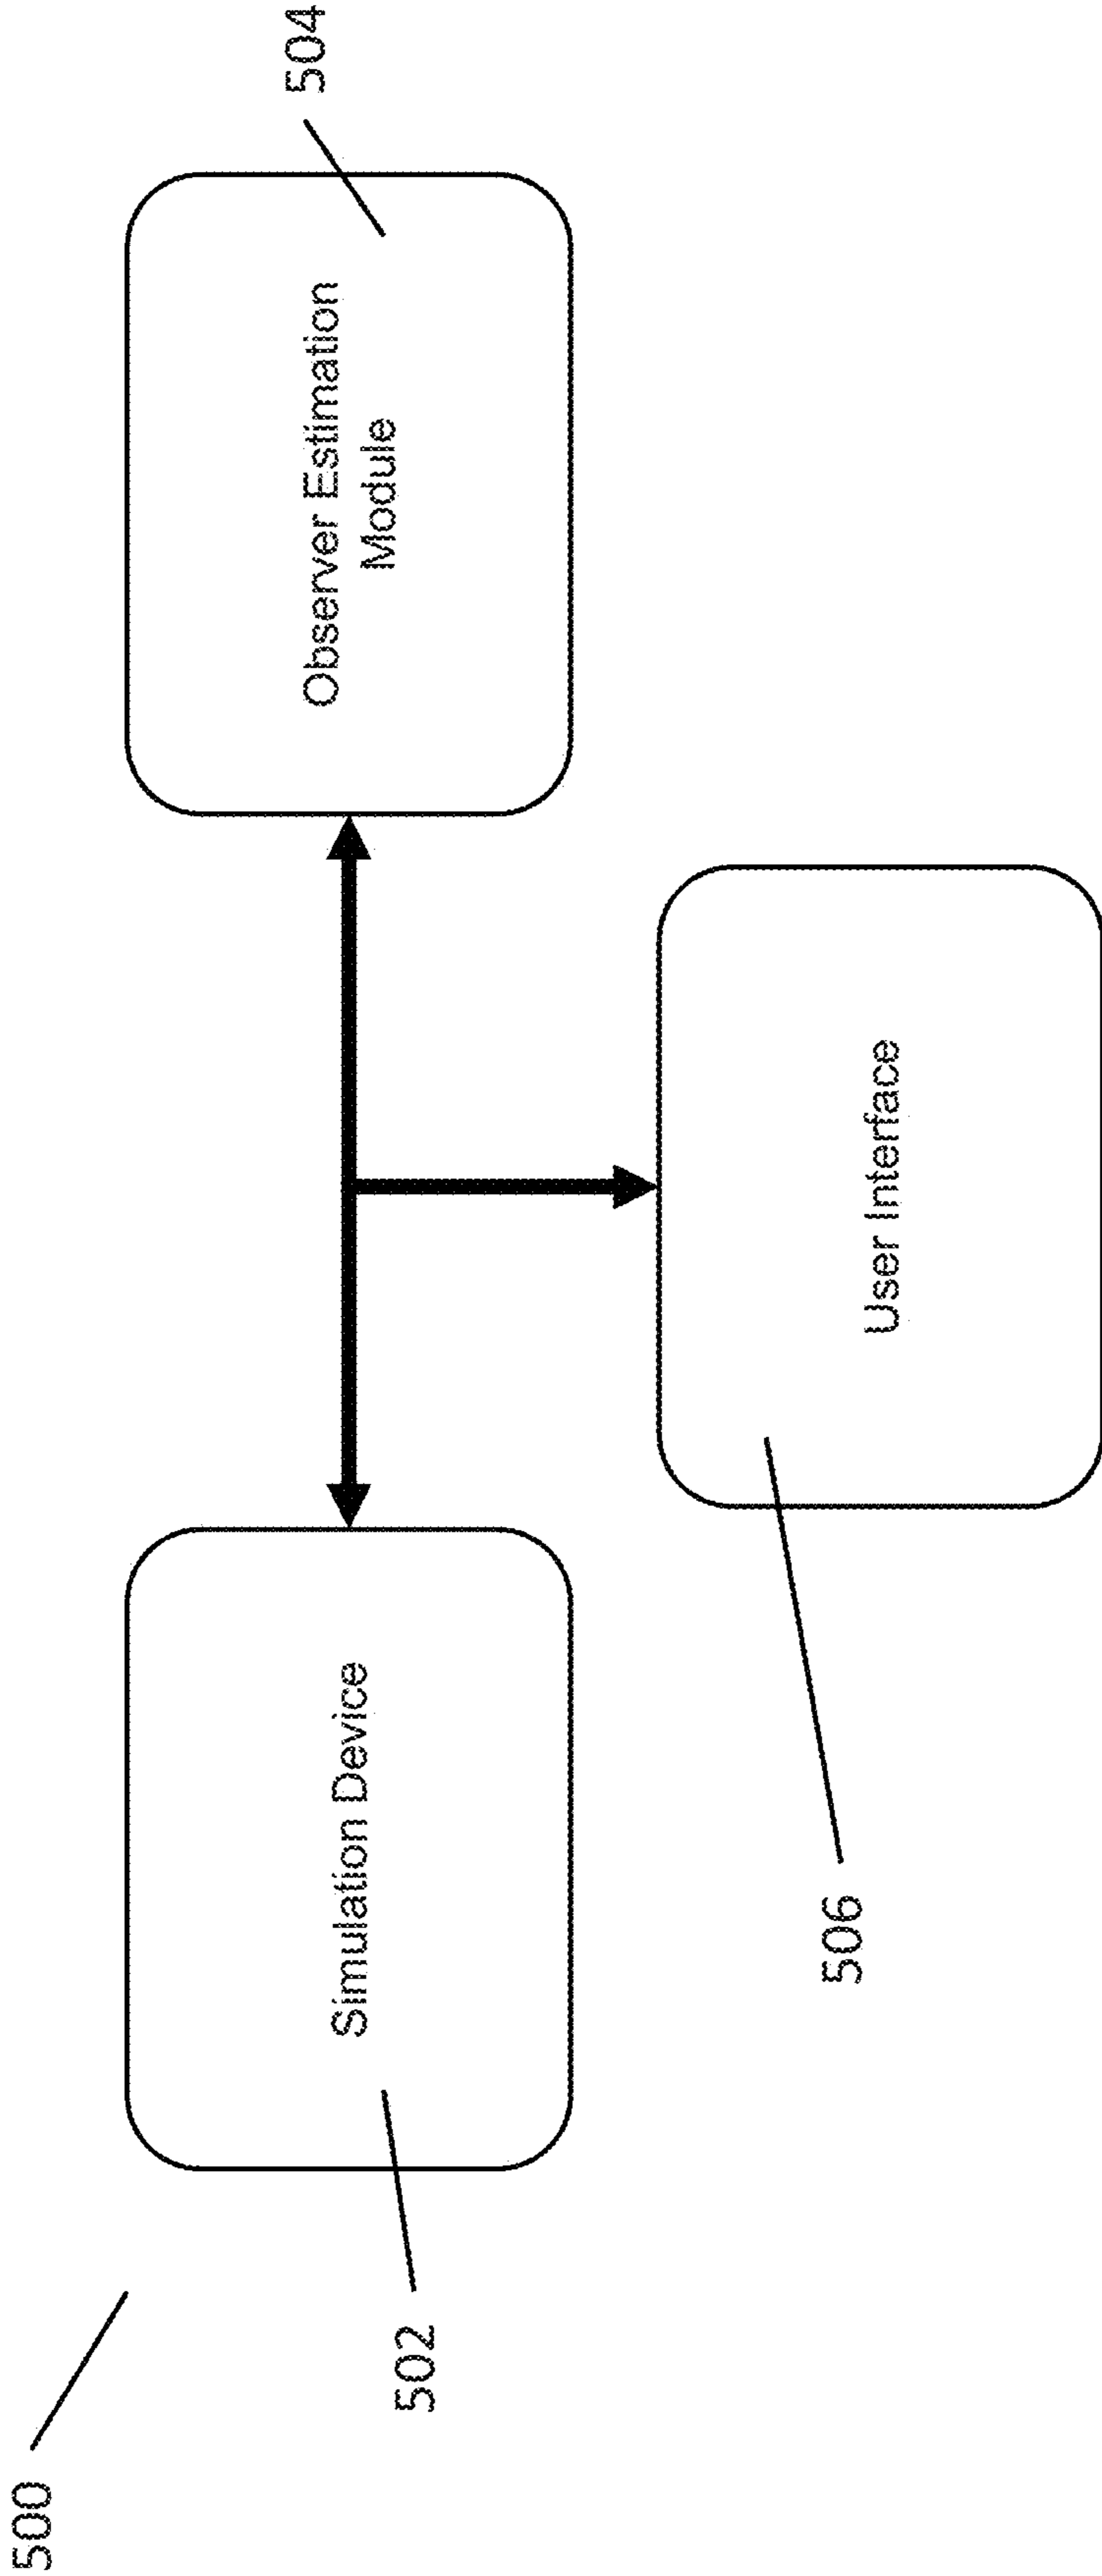 500
502
Simulation Device
Observer Estimation
Module
504
506
User Interface